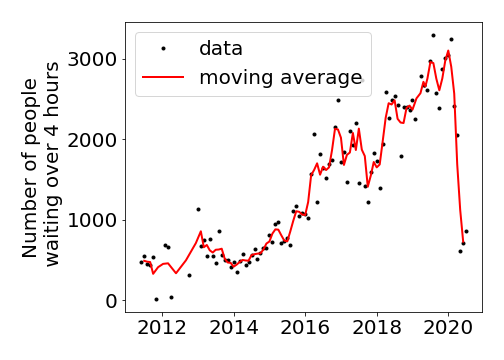 data
moving average
Number of people
waiting over 4 hours
3000
2000
1000
0
2012 2014 2016 2018 2020